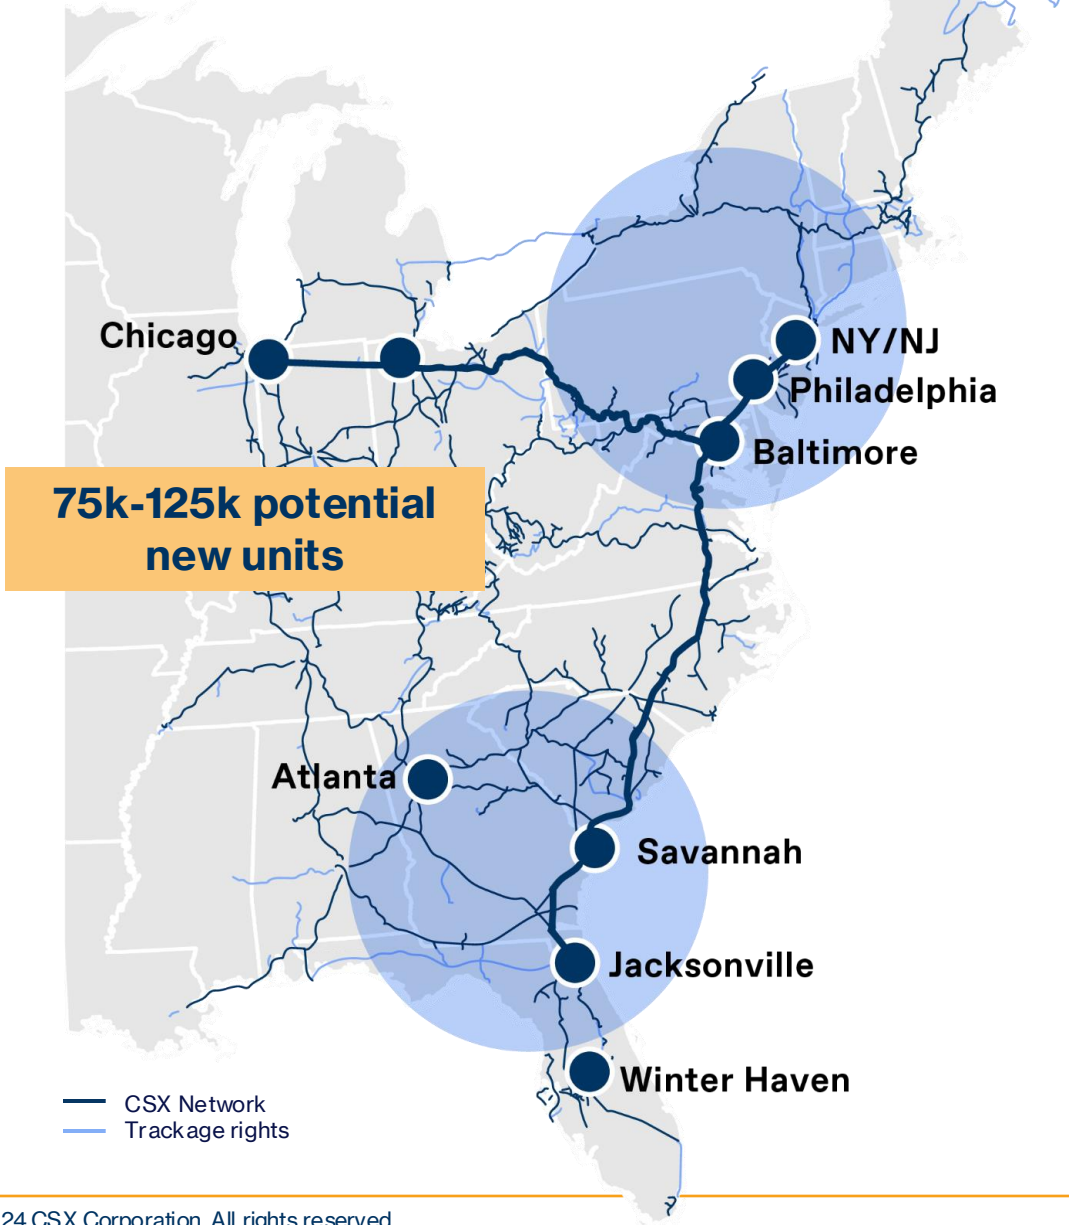 Chicago
NY/NJ
Philadelphia
Baltimore
75k-125k potential
new units
Atlanta
Savannah
Jacksonville
Winter Haven
CSX Network
Trackage rights
24 CSX Corporation. All rights reserved